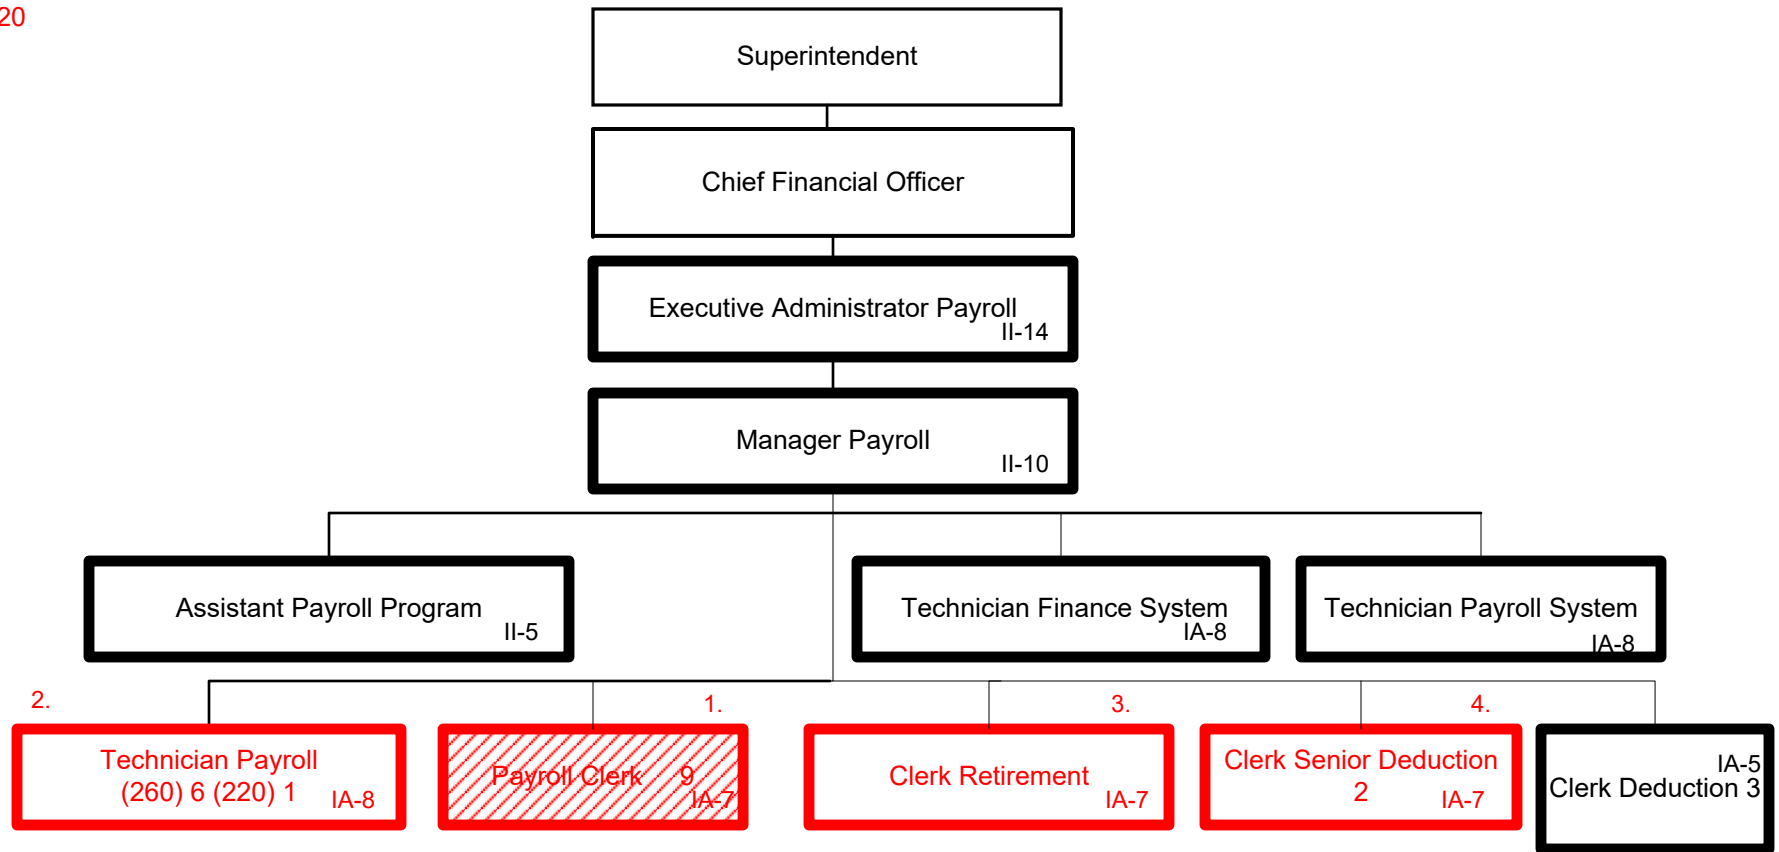 20
Superintendent
Chief Financial Officer
Executive Administrator Payroll
II-14
Manager Payroll
II-10
Assistant Payroll Program
II-5
Technician Finance System
IA-8
Technician Payroll System
IA-8
2.
Technician Payroll
(260) 6 (220) 1
IA-8
1.
Payroll Clerk 9
IA-7
3.
Clerk Retirement
IA-7
4.
Clerk Senior Deduction
2
IA-7
IA-5
Clerk Deduction 3